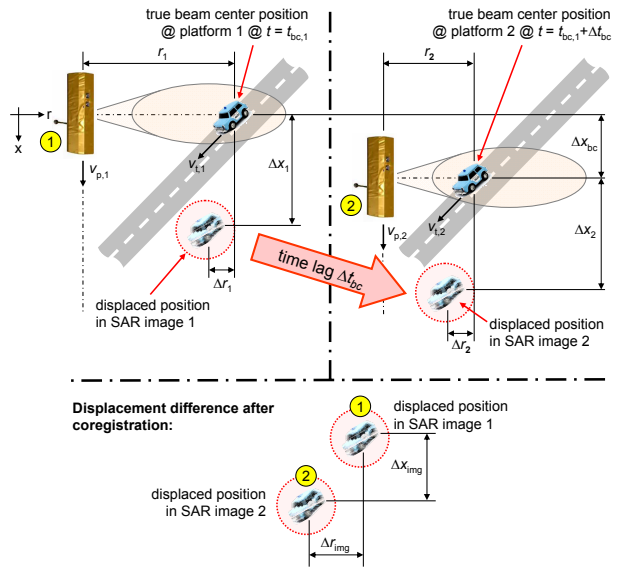 true beam center position
@ platform 1 @ t = tbc,1
true beam center position
@ platform 2 @ t = tbc,1+Δtbc
r1
r2
r
x
1
vp,1
vt,1
Δx1
Δr1
displaced position
in SAR image 1
time lag Δtbc
2
vp,2
vt,2
Δxbc
Δx2
Δr2
displaced position
in SAR image 2
Displacement difference after
coregistration:
1
displaced position
in SAR image 1
Δximg
2
displaced position
in SAR image 2
Δrimg